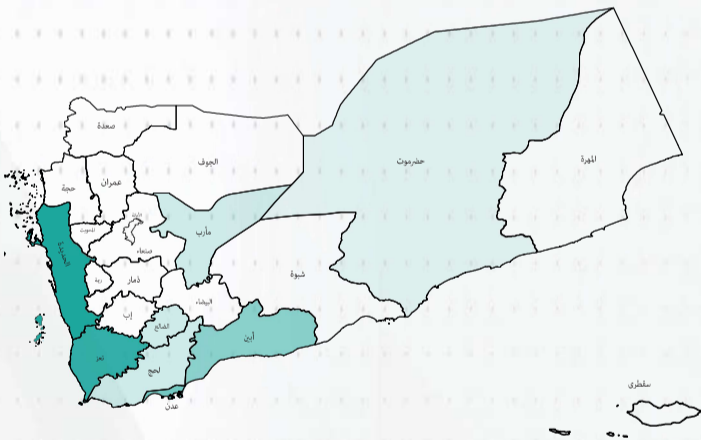 صعدة
المهرة
حضرموت
الجوف
عمران
حجة
مأرب
صنعاء
الحديدة
شبوة
ذمار
ريمة
البيضاء
إب
الضالع
أبين
تعز
لحج
عدن
سقطرى